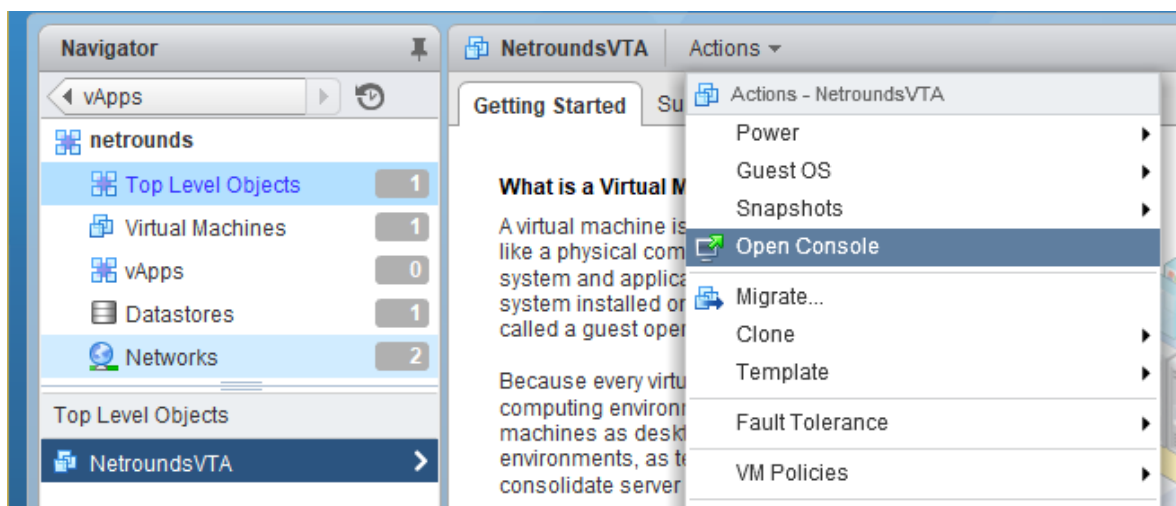 Navigator
vApps
netrounds
Top Level Objects 1
Virtual Machines 1
vApps 0
Datastores 1
Networks 2
Top Level Objects
NetroundsVTA
NetroundsVTA Actions
Getting Started Su
What is a Virtual M
A virtual machine is
like a physical com
system and applica
system installed or
called a guest oper
Because every virtu
computing environm
machines as deskt
environments, as te
consolidate server
Actions - NetroundsVTA
Power
Guest OS
Snapshots
Open Console
Migrate...
Clone
Template
Fault Tolerance
VM Policies